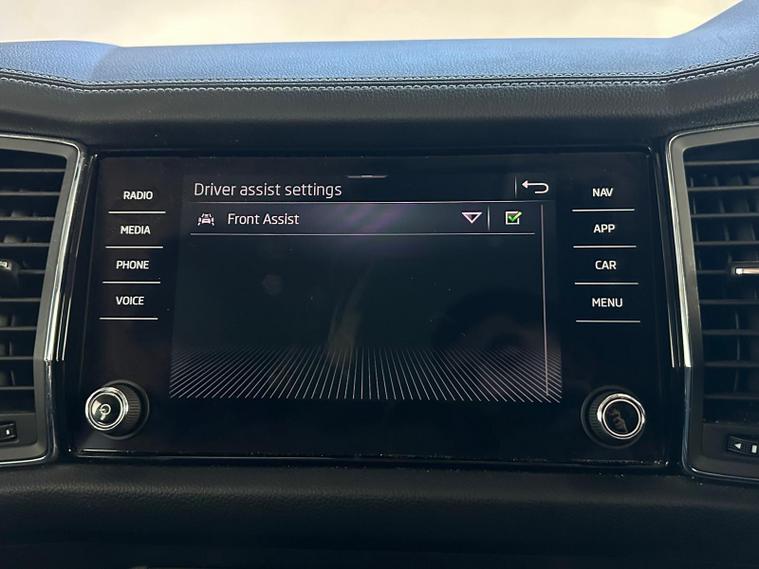 Driver assist settings
Front Assist
RADIO
MEDIA
PHONE
VOICE
NAV
APP
CAR
MENU